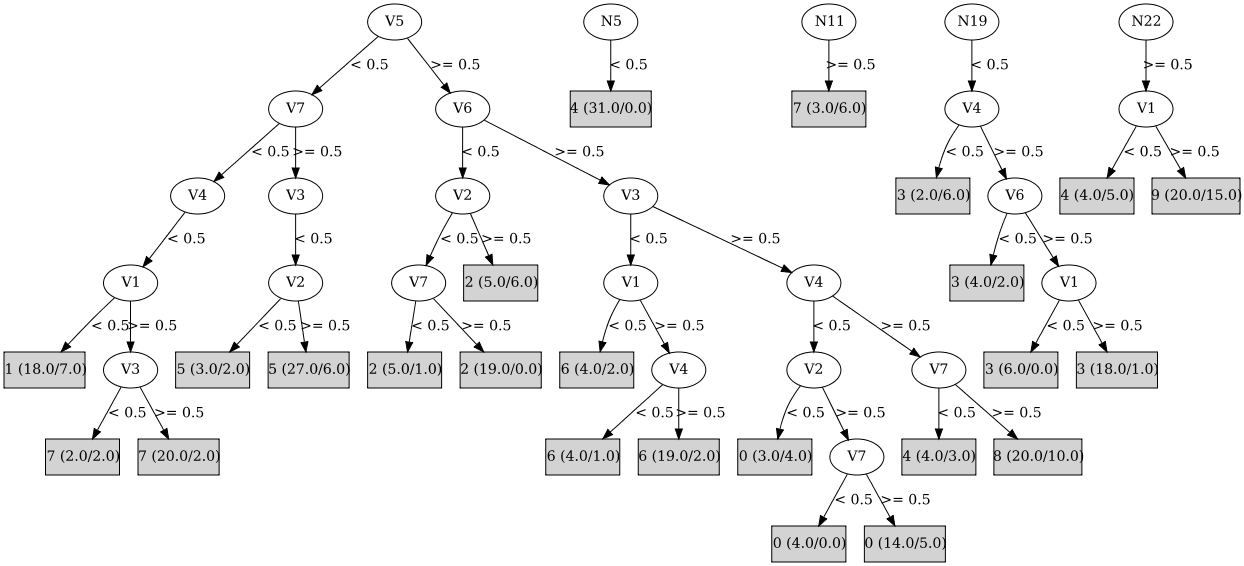 V5 N5 N11 N19 N22
< 0.5 >= 0.5 < 0.5 >= 0.5 < 0.5 >= 0.5
V7 V6 4 (31.0/0.0) 7 (3.0/6.0) V4 V1
< 0.5 >= 0.5 < 0.5 >= 0.5 < 0.5 >= 0.5 < 0.5 >= 0.5
V4 V3 V2 V3 3 (2.0/6.0) V6 4 (4.0/5.0) 9 (20.0/15.0)
< 0.5 < 0.5 < 0.5 >= 0.5 < 0.5 >= 0.5 < 0.5 >= 0.5
V1 V2 V7 2 (5.0/6.0) V1 V4 3 (4.0/2.0) V1
< 0.5 >= 0.5 < 0.5 >= 0.5 < 0.5 >= 0.5 < 0.5 >= 0.5 < 0.5 >= 0.5 < 0.5 >= 0.5
1 (18.0/7.0) V3 5 (3.0/2.0) 5 (27.0/6.0) 2 (5.0/1.0) 2 (19.0/0.0) 6 (4.0/2.0) V4 V2 V7 3 (6.0/0.0) 3 (18.0/1.0)
< 0.5 >= 0.5 < 0.5 >= 0.5 < 0.5 >= 0.5 < 0.5 >= 0.5
7 (2.0/2.0) 7 (20.0/2.0) 6 (4.0/1.0) 6 (19.0/2.0) 0 (3.0/4.0) V7 4 (4.0/3.0) 8 (20.0/10.0)
< 0.5 >= 0.5
0 (4.0/0.0) 0 (14.0/5.0)